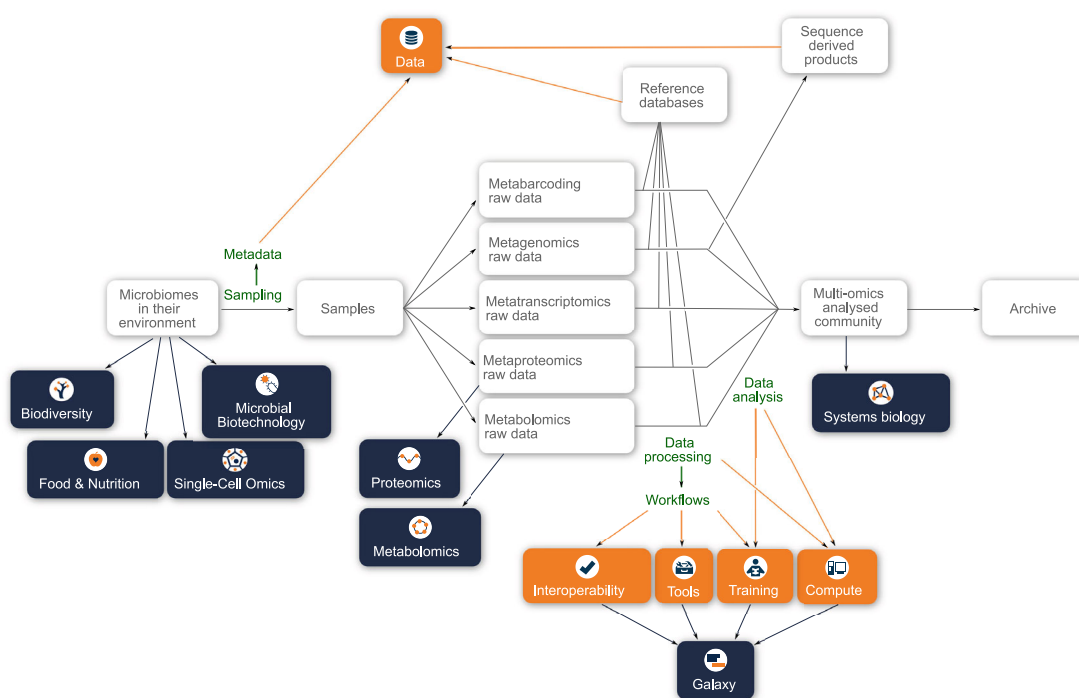 Data
Sequence
derived
products
Reference
databases
Metabarcoding
raw data
Metagenomics
raw data
Metadata
Sampling
Microbiomes
in their
environment
Samples
Metatranscriptomics
raw data
Multi-omics
analysed
community
Archive
Metaproteomics
raw data
Biodiversity
Microbial
Biotechnology
Data
analysis
Systems biology
Metabolomics
raw data
Food & Nutrition
Single-Cell Omics
Proteomics
Data
processing
Workflows
Metabolomics
Interoperability
Tools
Training
Compute
Galaxy